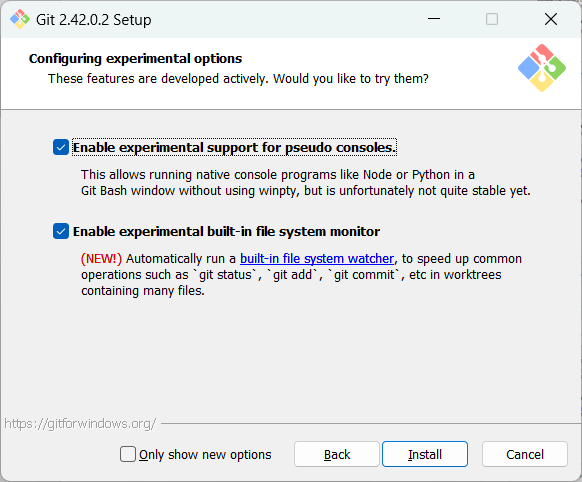 Git 2.42.0.2 Setup
Configuring experimental options
These features are developed actively. Would you like to try them?
Enable experimental support for pseudo consoles.
This allows running native console programs like Node or Python in a
Git Bash window without using winpty, but is unfortunately not quite stable yet.
Enable experimental built-in file system monitor
(NEW!) Automatically run a built-in file system watcher, to speed up common
operations such as `git status`, `git add`, `git commit`, etc in worktrees
containing many files.
https://gitforwindows.org/
Only show new options
Back
Install
Cancel